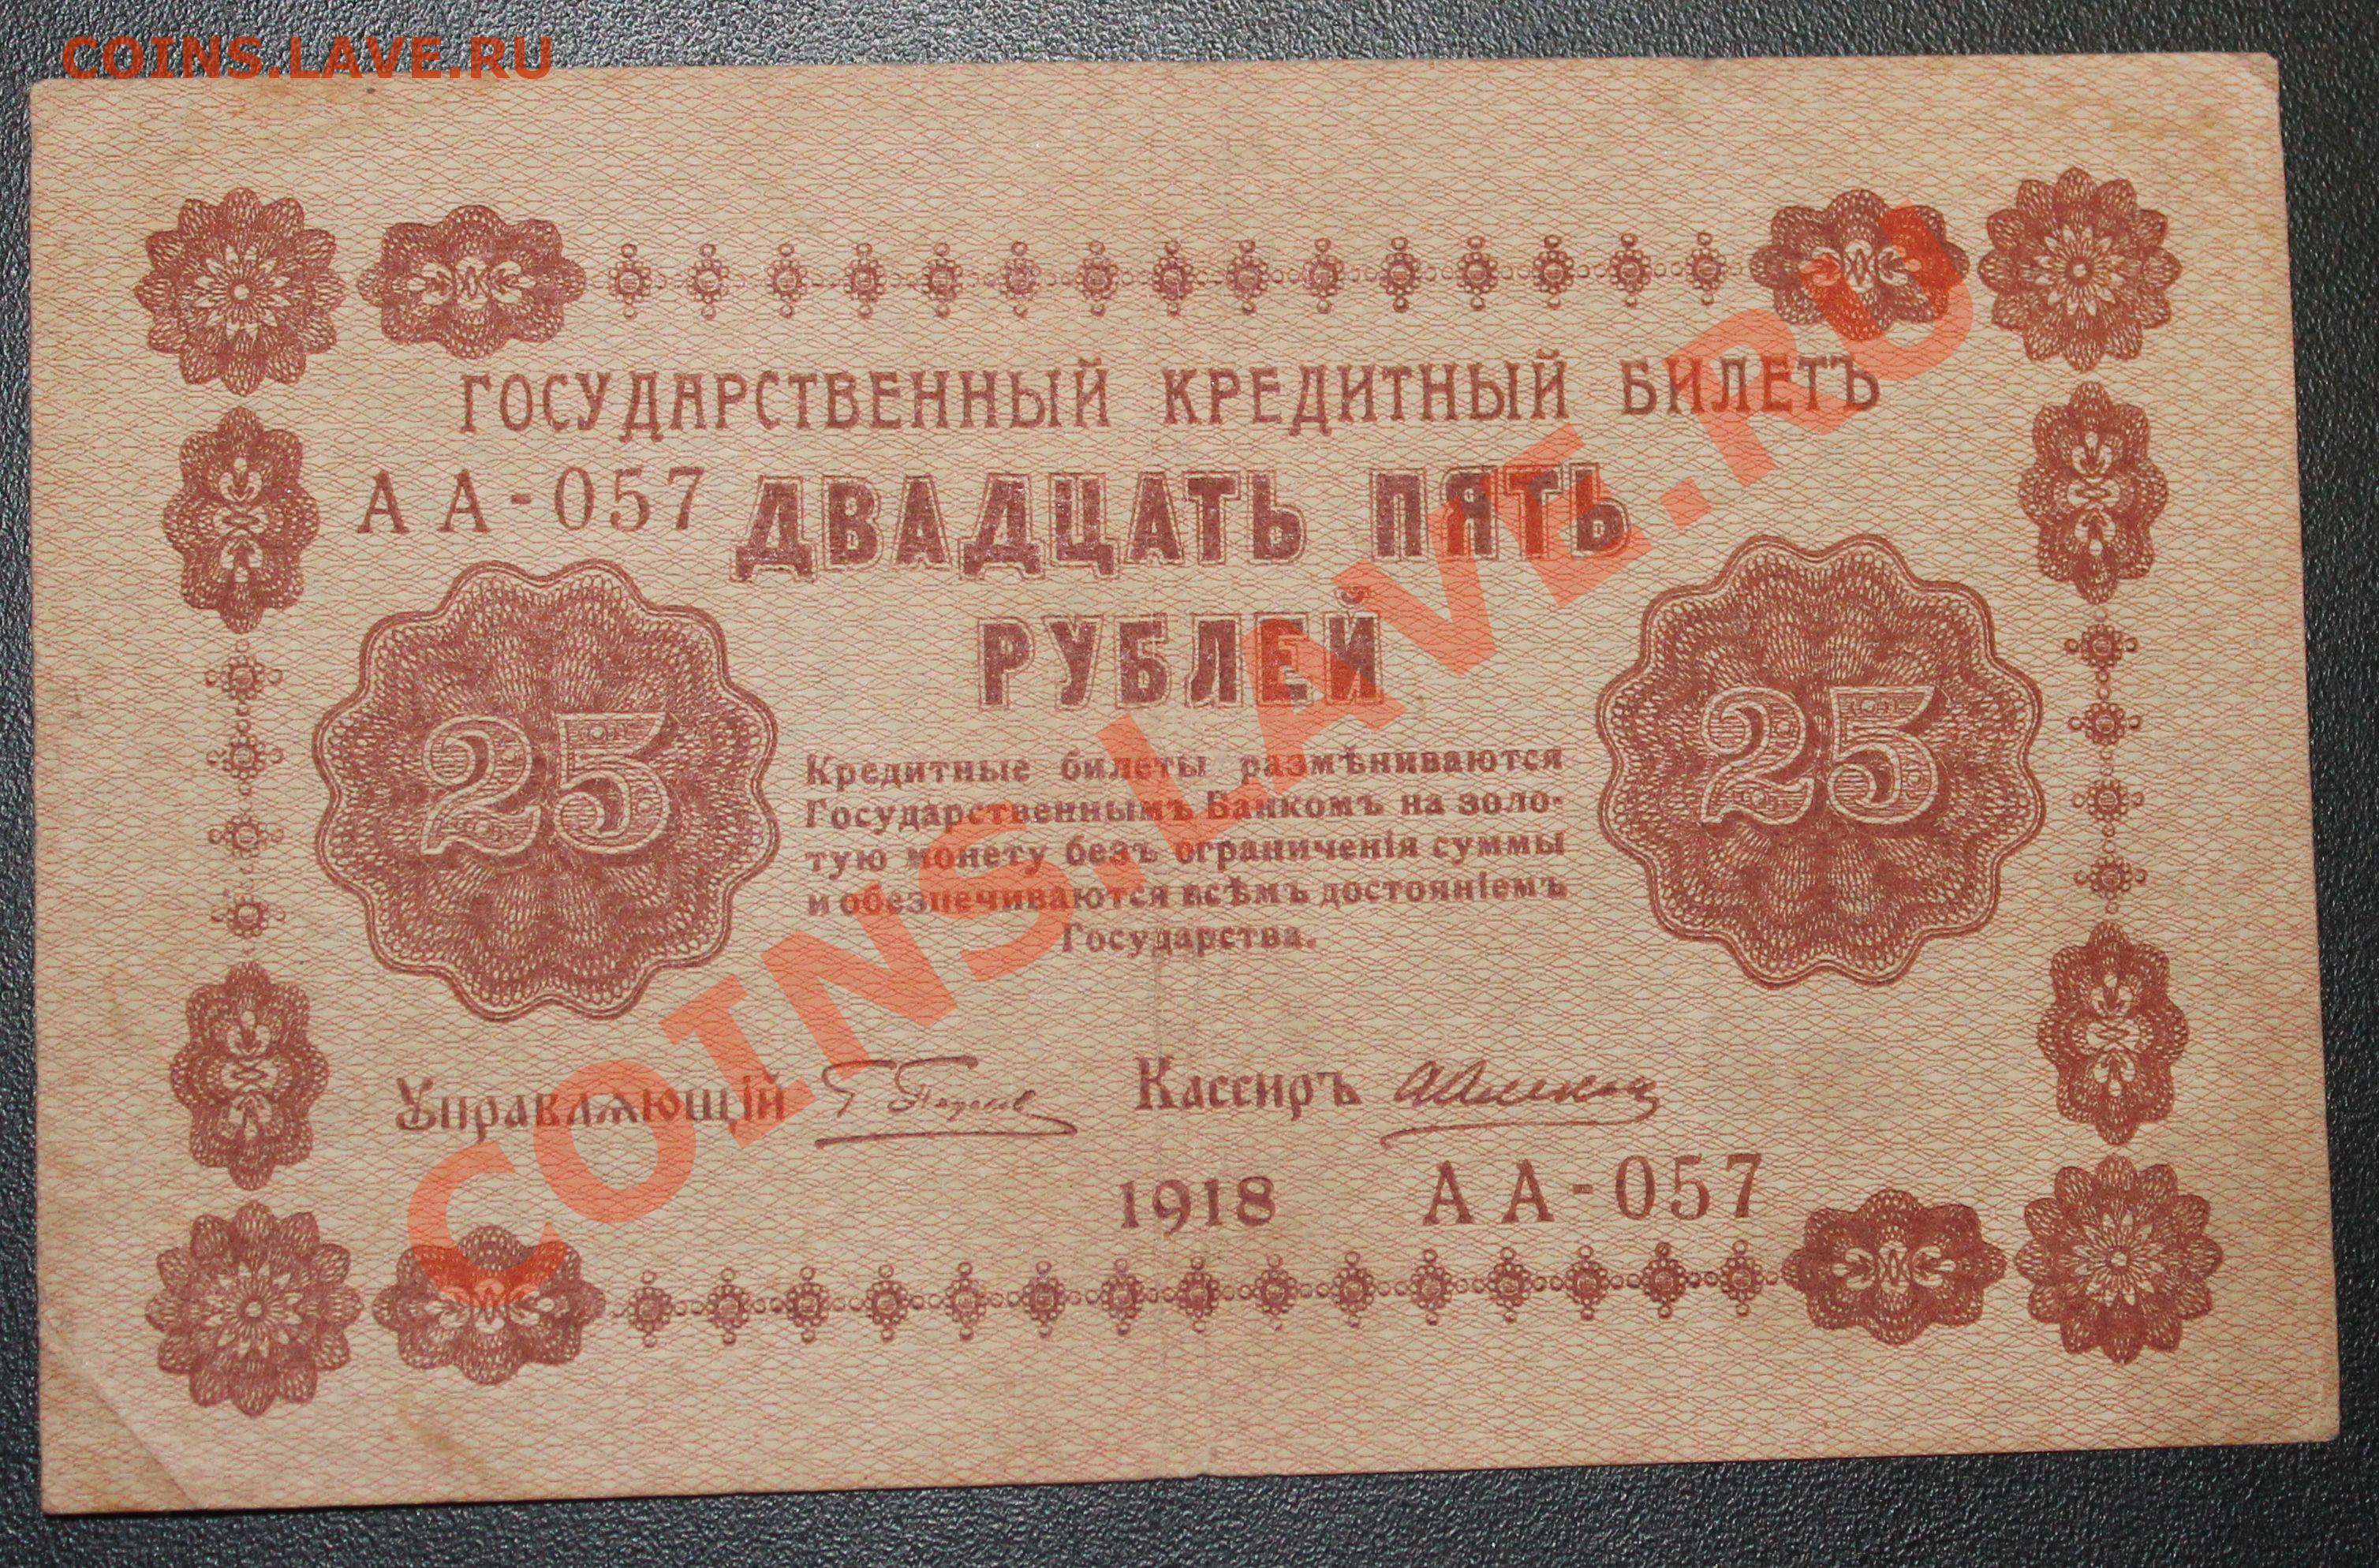 COINS.LAVE.RU
ГОСУДАРСТВЕННЫЙ КРЕДИТНЫЙ БИЛЕТЪ
АА-057
ДВАДЦАТЬ ПЯТЬ
РУБЛЕЙ
25
25
Кредитные билеты размѣниваются
Государственнымъ Банкомъ на золо-
тую монету безъ ограниченія суммы
и обезпечиваются всѣмъ достояніемъ
Государства.
Управляющій
Кассиръ
1918
АА-057
COINS.LAVE.RU